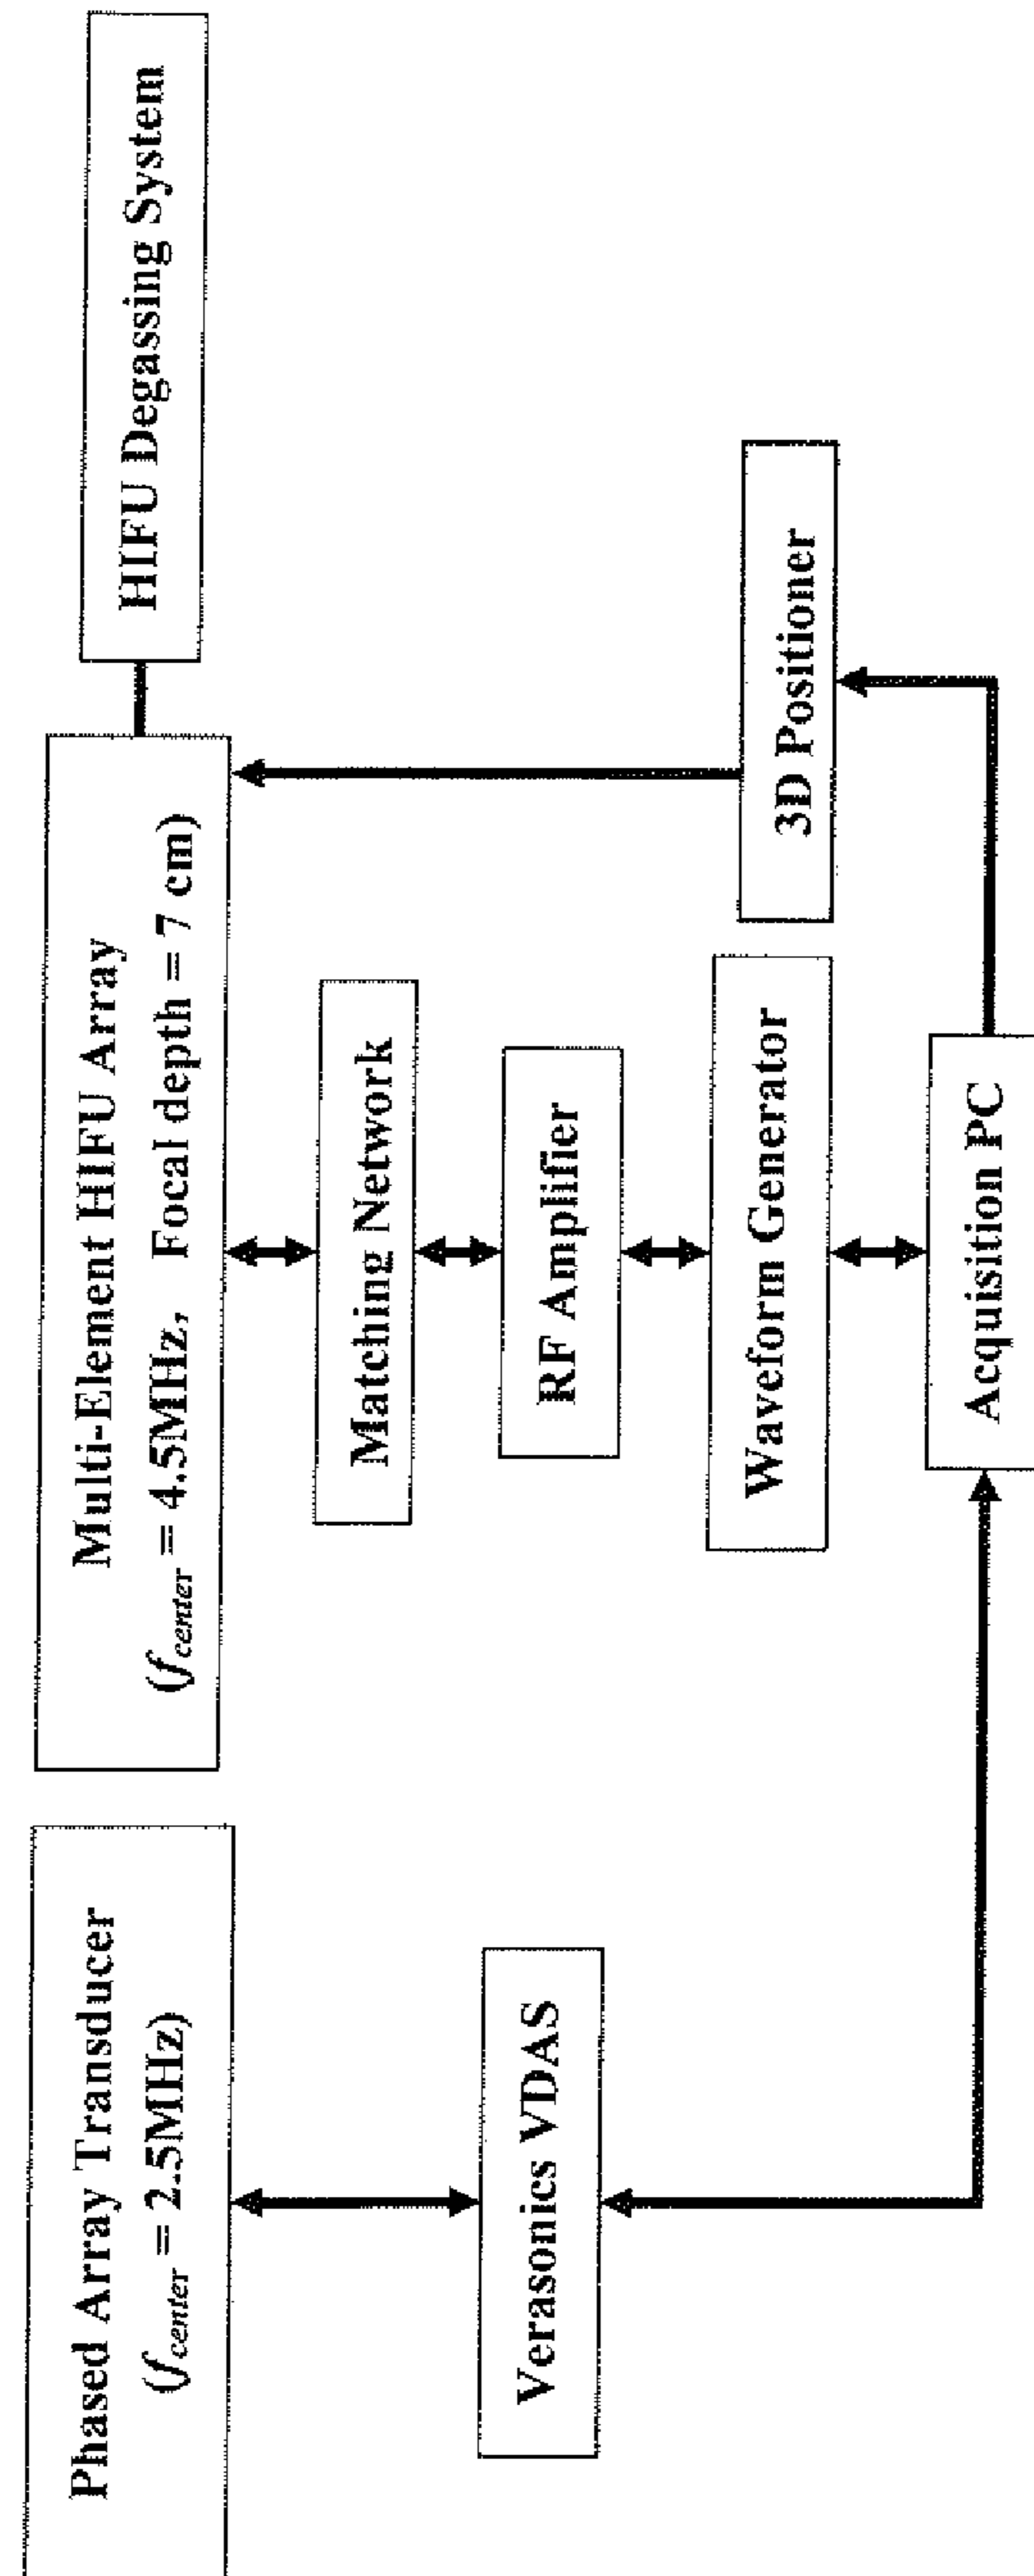 Phased Array Transducer
(fcenter = 2.5MHz)
Multi-Element HIFU Array
(fcenter = 4.5MHz, Focal depth = 7 cm)
HIFU Degassing System
Matching Network
Verasonics VDAS
RF Amplifier
Waveform Generator
3D Positioner
Acquisition PC